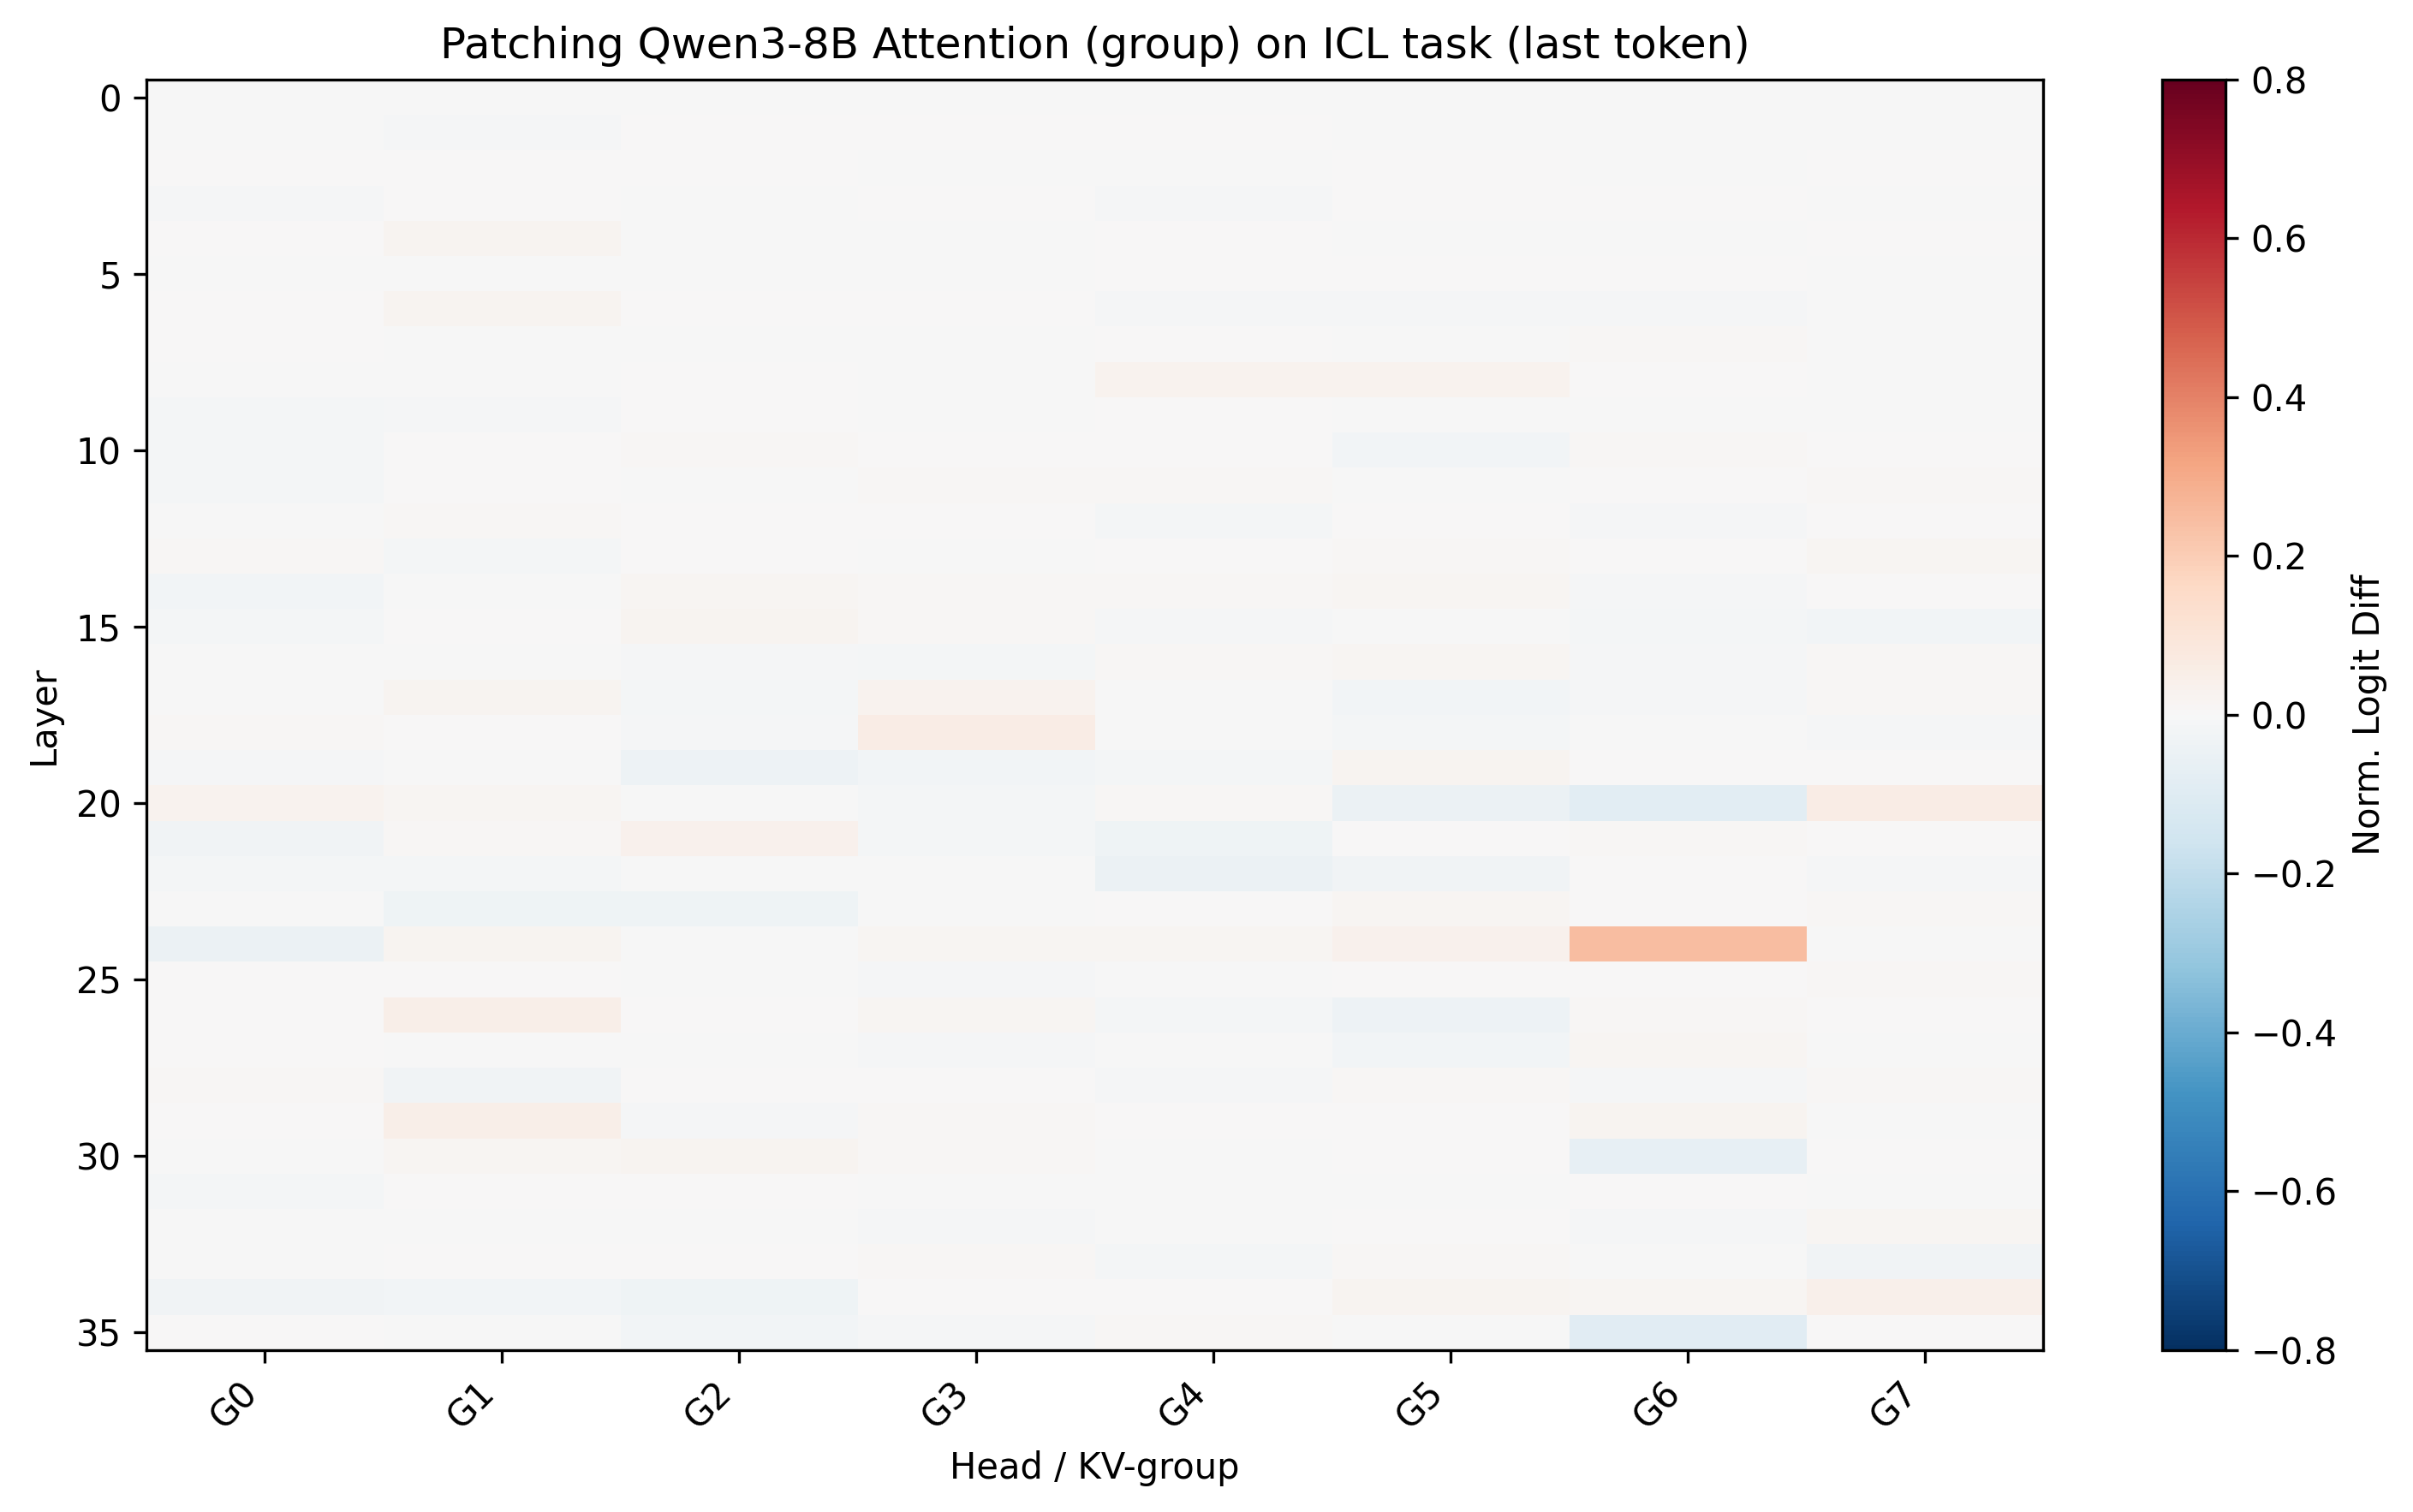 Patching Qwen3-8B Attention (group) on ICL task (last token)
0
5
10
15
20
25
30
35
Layer
G0
G1
G2
G3
G4
G5
G6
G7
Head / KV-group
0.8
0.6
0.4
0.2
0.0
−0.2
−0.4
−0.6
−0.8
Norm. Logit Diff